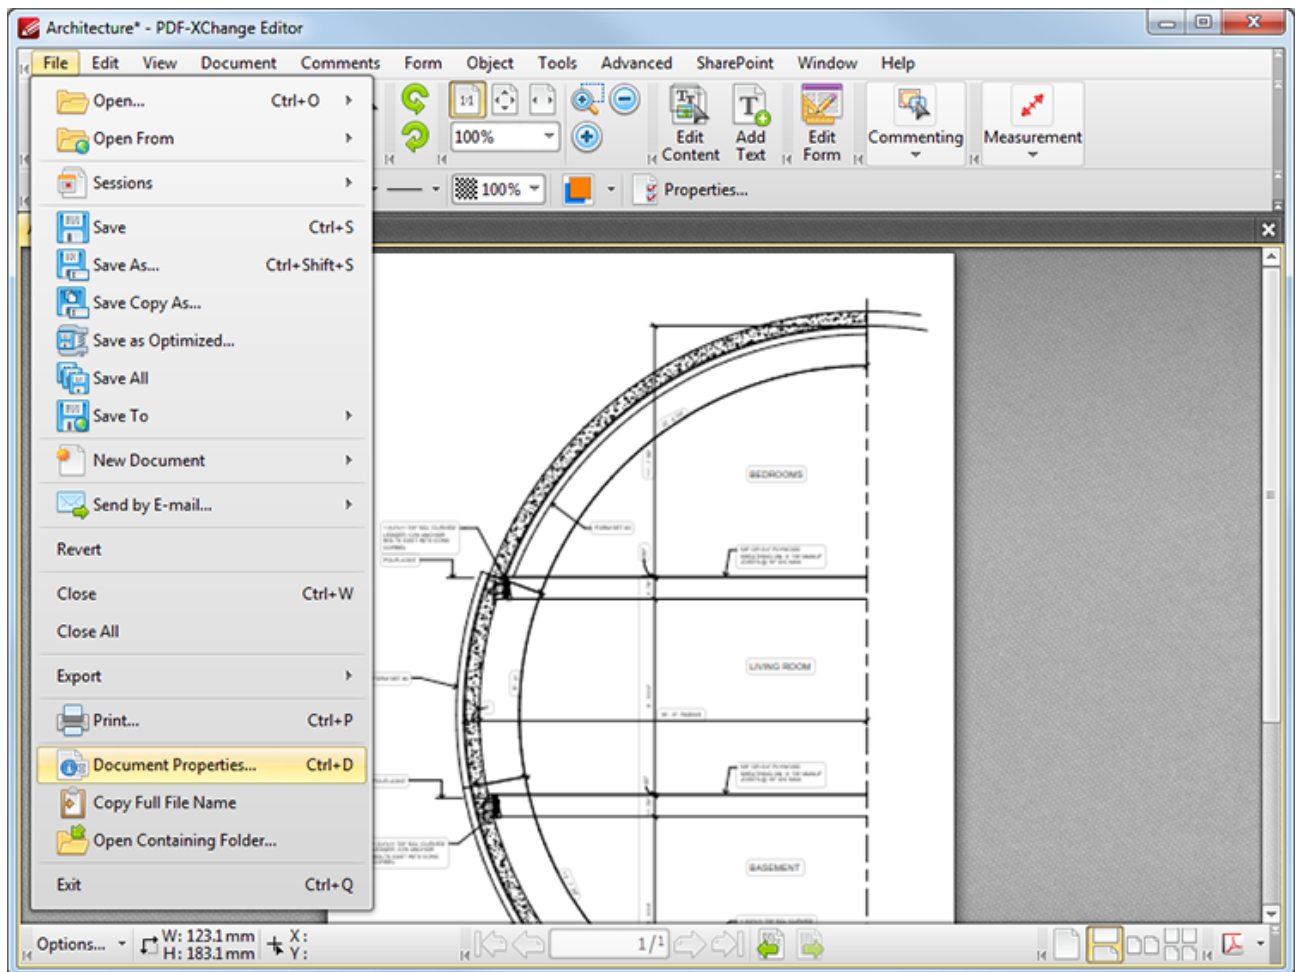 Architecture* - PDF-XChange Editor
File Edit View Document Comments Form Object Tools Advanced SharePoint Window Help
Open... Ctrl+O
Open From
Sessions
Save Ctrl+S
Save As... Ctrl+Shift+S
Save Copy As...
Save as Optimized...
Save All
Save To
New Document
Send by E-mail...
Revert
Close Ctrl+W
Close All
Export
Print... Ctrl+P
Document Properties... Ctrl+D
Copy Full File Name
Open Containing Folder...
Exit Ctrl+Q
1:1
100%
Edit Content
Add Text
Edit Form
Commenting
Measurement
100%
Properties...
BEDROOMS
LIVING ROOM
BASEMENT
Options...
W: 123.1 mm
H: 183.1 mm
X:
Y:
1/1